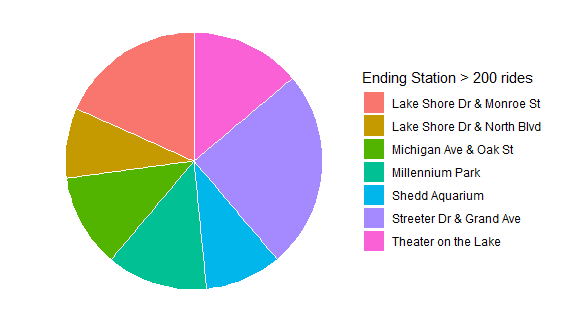 Ending Station > 200 rides
Lake Shore Dr & Monroe St
Lake Shore Dr & North Blvd
Michigan Ave & Oak St
Millennium Park
Shedd Aquarium
Streeter Dr & Grand Ave
Theater on the Lake